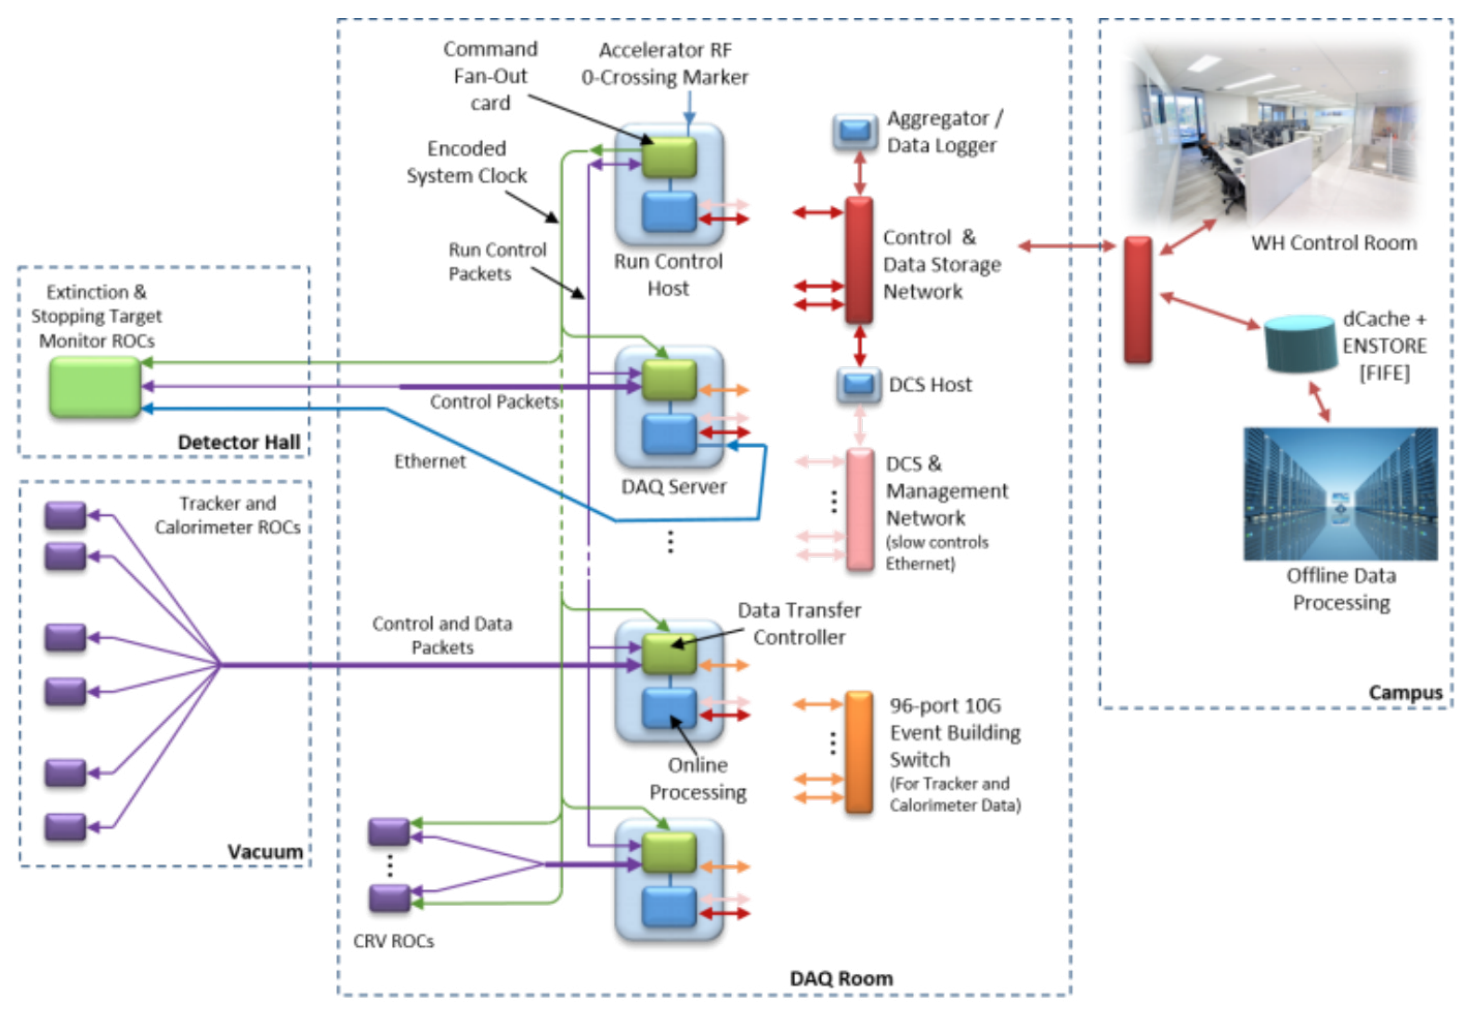 Command
Fan-Out
card
Accelerator RF
0-Crossing Marker
Encoded
System Clock
Run Control
Packets
Run Control
Host
Aggregator /
Data Logger
Control &
Data Storage
Network
WH Control Room
dCache +
ENSTORE
[FIFE]
Offline Data
Processing
Campus
Extinction &
Stopping Target
Monitor ROCs
Detector Hall
Control Packets
Ethernet
DAQ Server
DCS Host
DCS &
Management
Network
(slow controls
Ethernet)
Tracker and
Calorimeter ROCs
Vacuum
Control and Data
Packets
Data Transfer
Controller
Online
Processing
96-port 10G
Event Building
Switch
(For Tracker and
Calorimeter Data)
CRV ROCs
DAQ Room